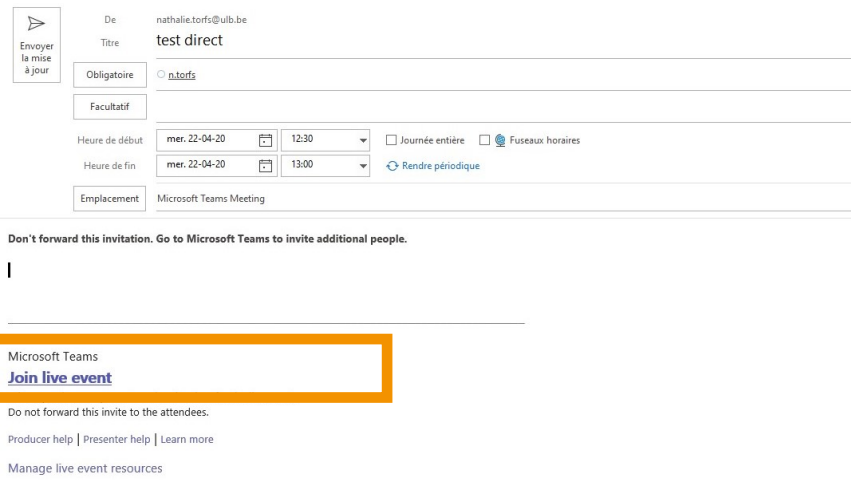 De nathalie.torfs@ulb.be
Envoyer la mise à jour
Titre test direct
Obligatoire n.torfs
Facultatif
Heure de début mer. 22-04-20 12:30 Journée entière Fuseaux horaires
Heure de fin mer. 22-04-20 13:00 Rendre périodique
Emplacement Microsoft Teams Meeting
Don't forward this invitation. Go to Microsoft Teams to invite additional people.
Microsoft Teams
Join live event
Do not forward this invite to the attendees.
Producer help | Presenter help | Learn more
Manage live event resources